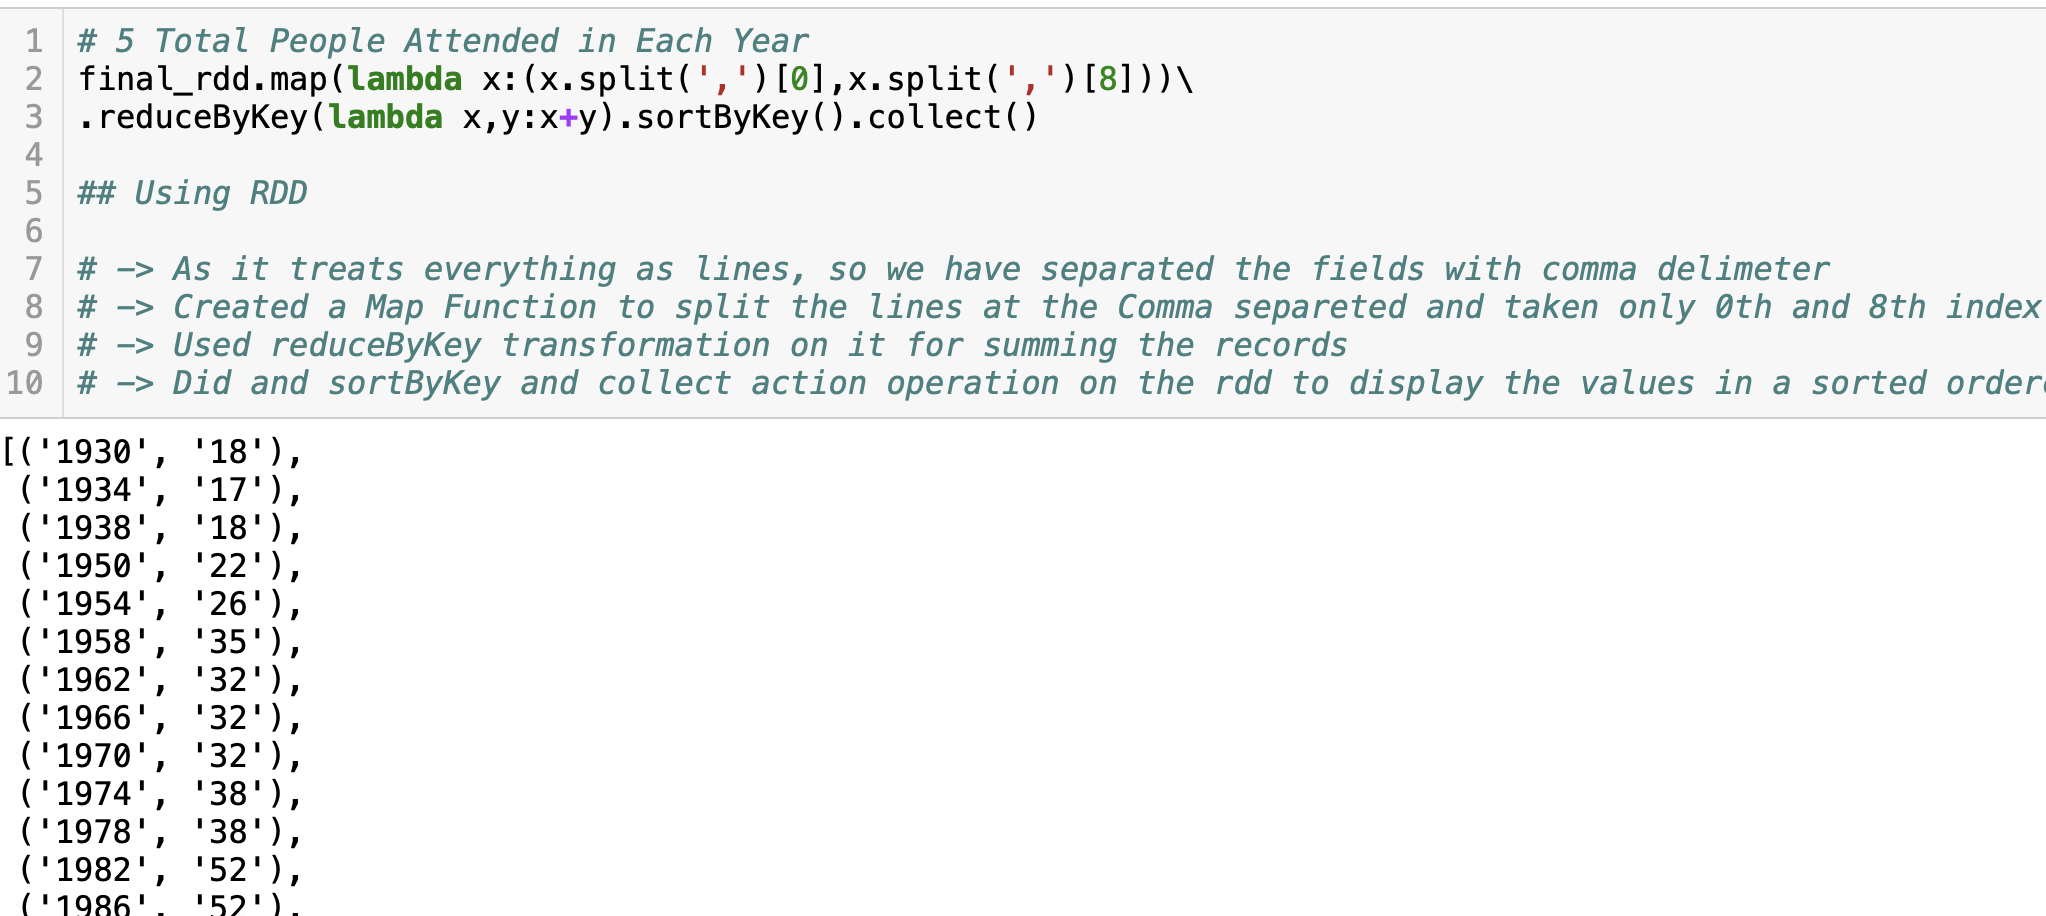 1 # 5 Total People Attended in Each Year
2 final_rdd.map(lambda x:(x.split(',')[0],x.split(',')[8]))\
3 .reduceByKey(lambda x,y:x+y).sortByKey().collect()
4
5 ## Using RDD
6
7 # -> As it treats everything as lines, so we have separated the fields with comma delimeter
8 # -> Created a Map Function to split the lines at the Comma separeted and taken only 0th and 8th index
9 # -> Used reduceByKey transformation on it for summing the records
10 # -> Did and sortByKey and collect action operation on the rdd to display the values in a sorted order
[('1930', '18'),
('1934', '17'),
('1938', '18'),
('1950', '22'),
('1954', '26'),
('1958', '35'),
('1962', '32'),
('1966', '32'),
('1970', '32'),
('1974', '38'),
('1978', '38'),
('1982', '52'),
('1986', '52'),